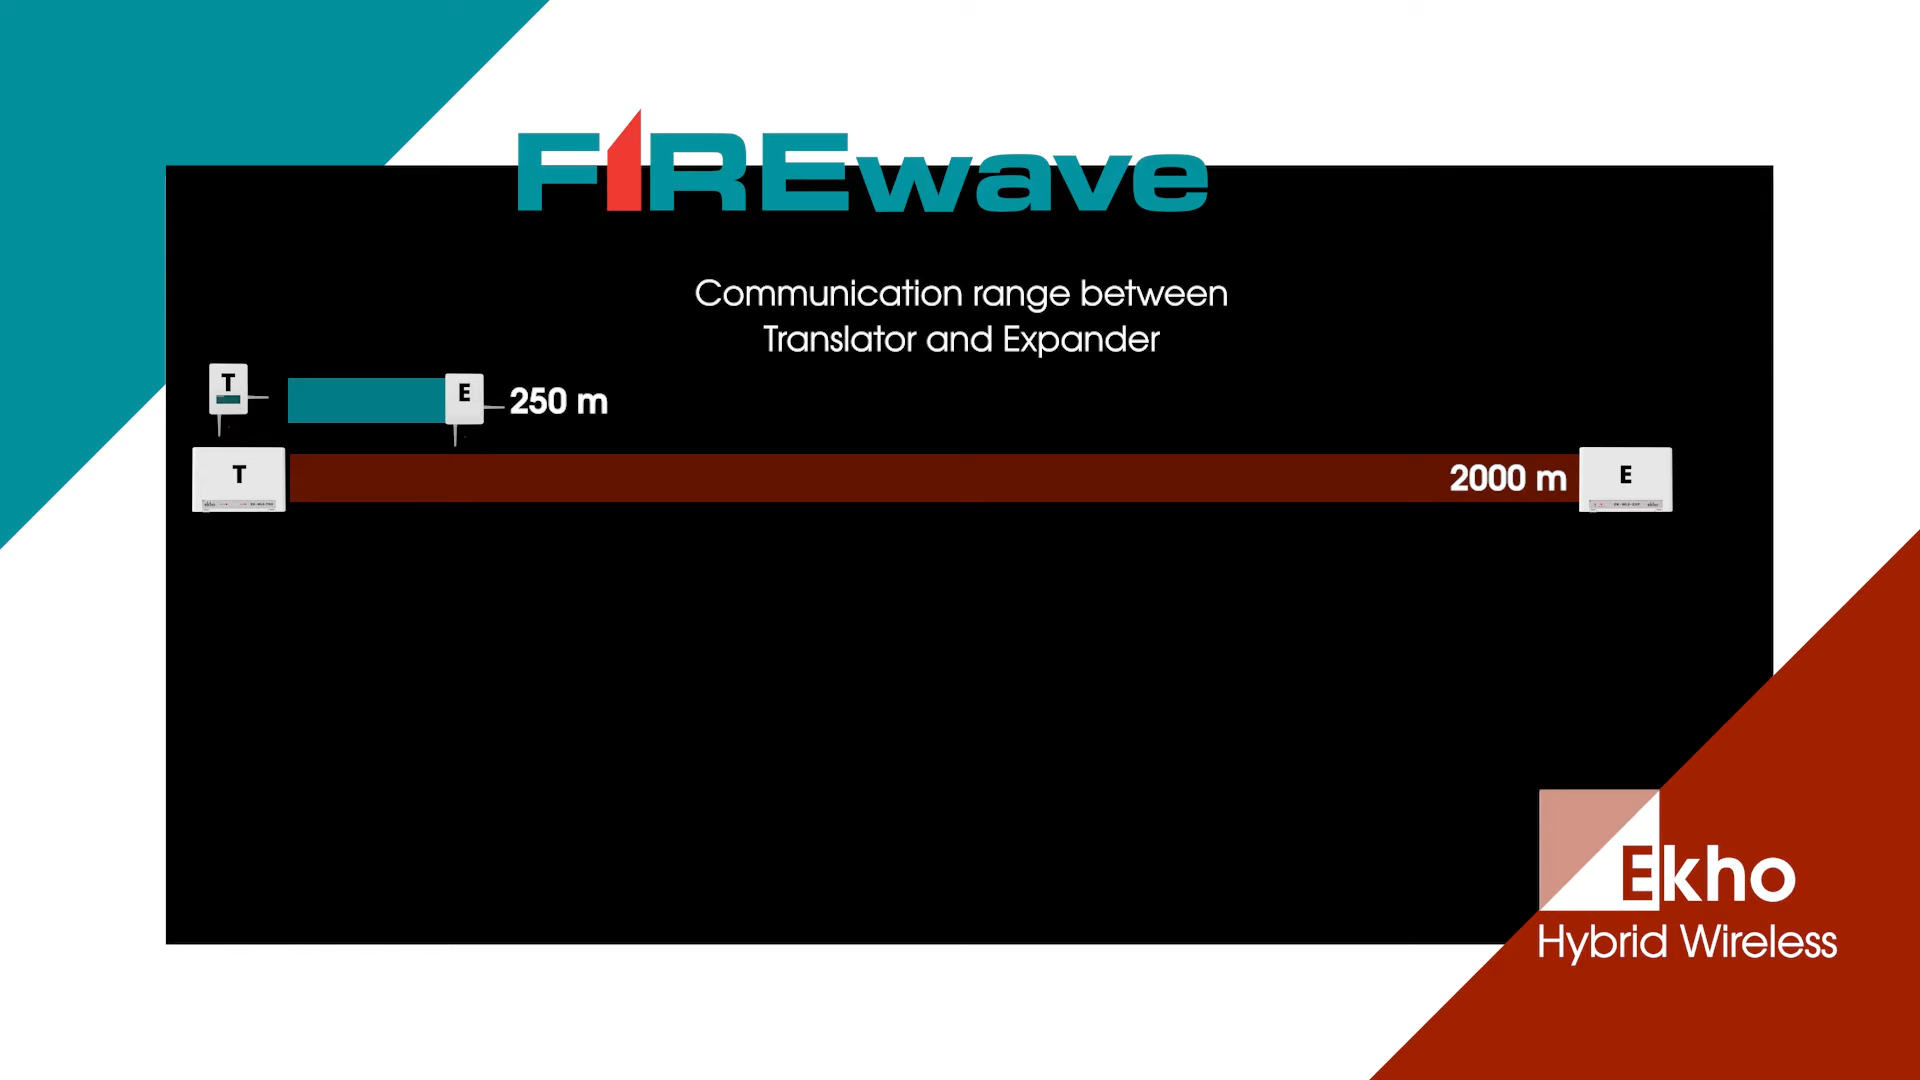 FIREwave
Communication range between
Translator and Expander
T
E
250 m
T
2000 m
E
Ekho
Hybrid Wireless